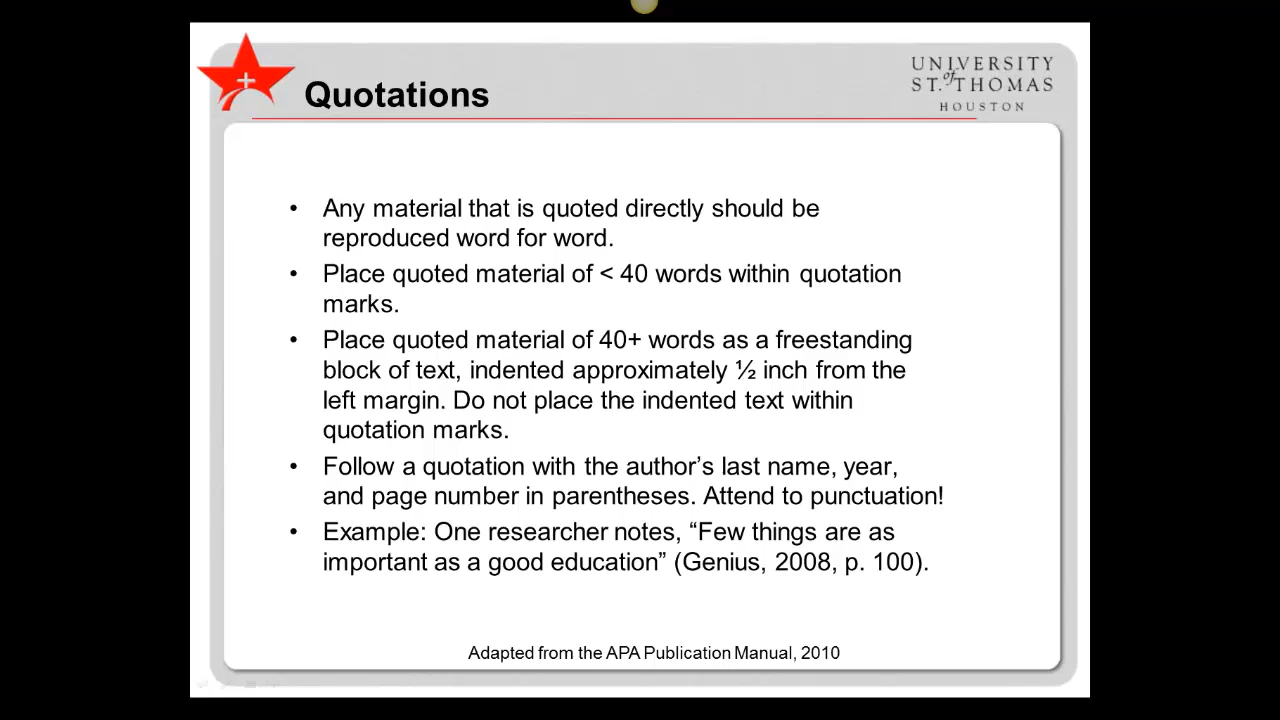 UNIVERSITY
of
ST. THOMAS
HOUSTON
Quotations
• Any material that is quoted directly should be
reproduced word for word.
• Place quoted material of < 40 words within quotation
marks.
• Place quoted material of 40+ words as a freestanding
block of text, indented approximately ½ inch from the
left margin. Do not place the indented text within
quotation marks.
• Follow a quotation with the author’s last name, year,
and page number in parentheses. Attend to punctuation!
• Example: One researcher notes, “Few things are as
important as a good education” (Genius, 2008, p. 100).
Adapted from the APA Publication Manual, 2010